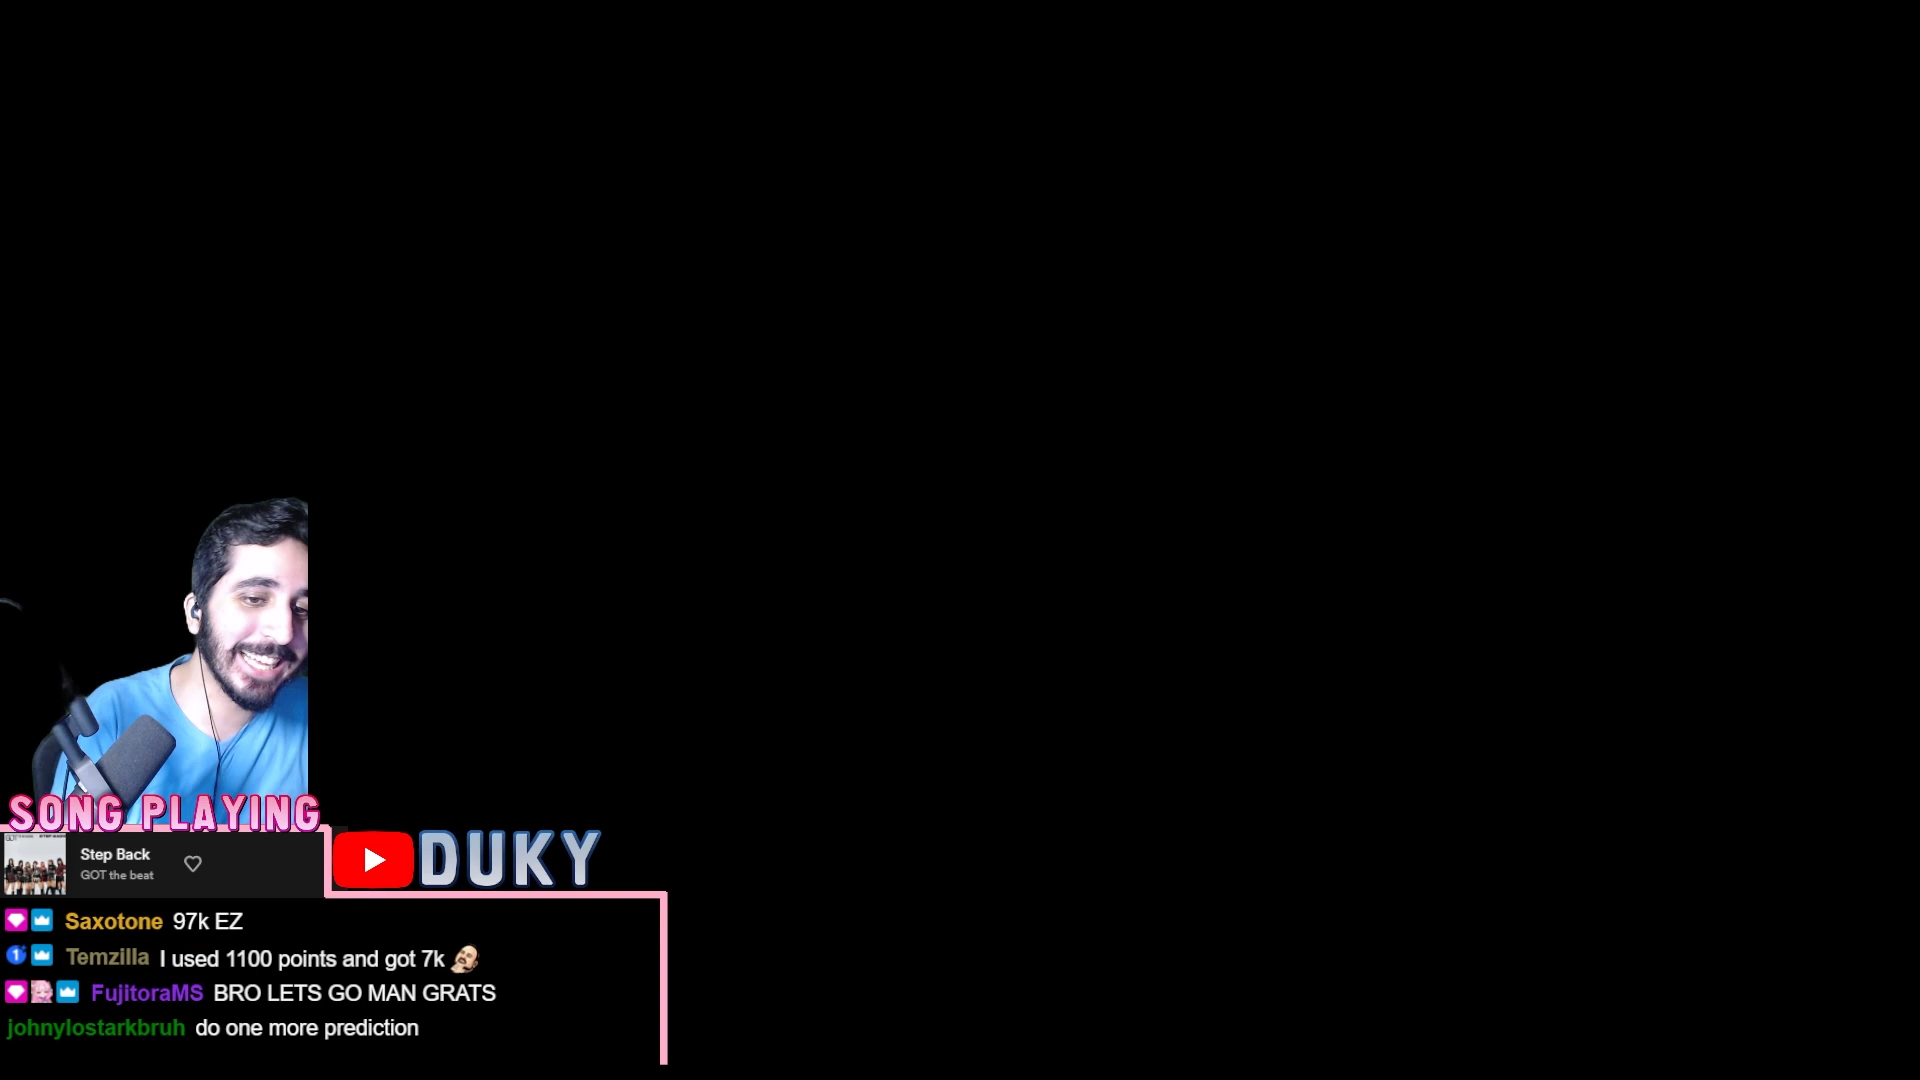 SONG PLAYING
Step Back
GOT the beat
DUKY
Saxotone 97k EZ
1 Temzilla I used 1100 points and got 7k
FujitoraMS BRO LETS GO MAN GRATS
johnylostarkbruh do one more prediction